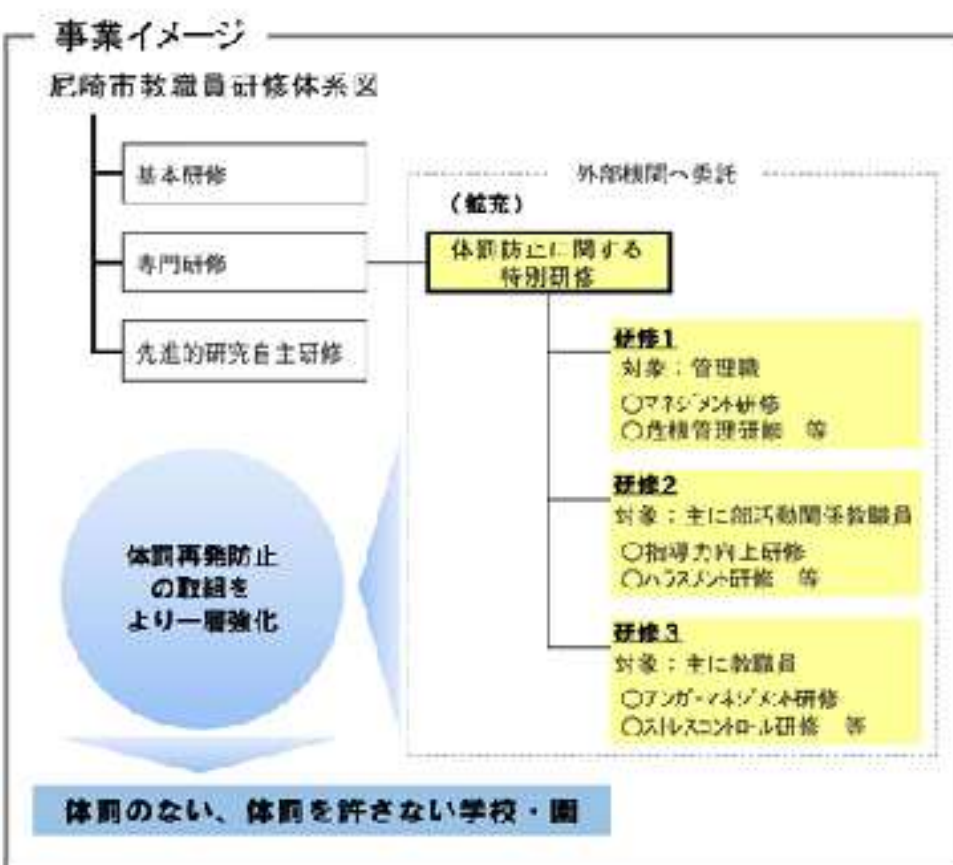 事業イメージ
尼崎市教職員研修体系図
基本研修
外部機関へ委託
(拡充)
専門研修
体罰防止に関する
特別研修
先進的研究自主研修
研修1
対象:管理職
○マネジメント研修
○危機管理研修 等
研修2
対象:主に部活動関係教職員
○指導力向上研修
○ハラスメント研修 等
体罰再発防止
の取組を
より一層強化
研修3
対象:主に教職員
○アンガーマネジメント研修
○ストレスコントロール研修 等
体罰のない、体罰を許さない学校・園